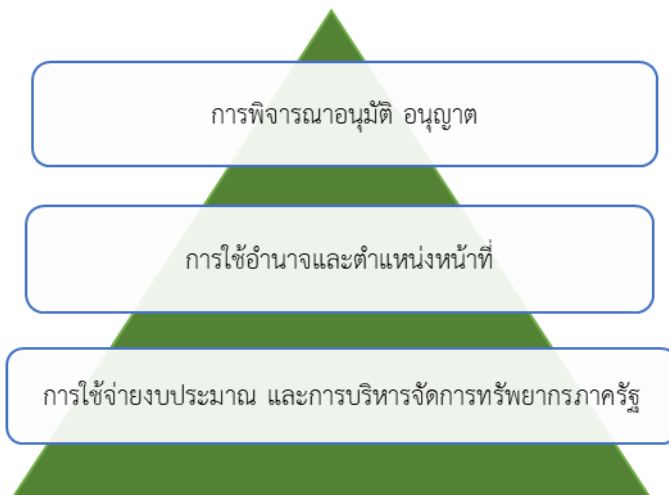 การพิจารณาอนุมัติ อนุญาต
การใช้อำนาจและตำแหน่งหน้าที่
การใช้จ่ายงบประมาณ และการบริหารจัดการทรัพยากรภาครัฐ